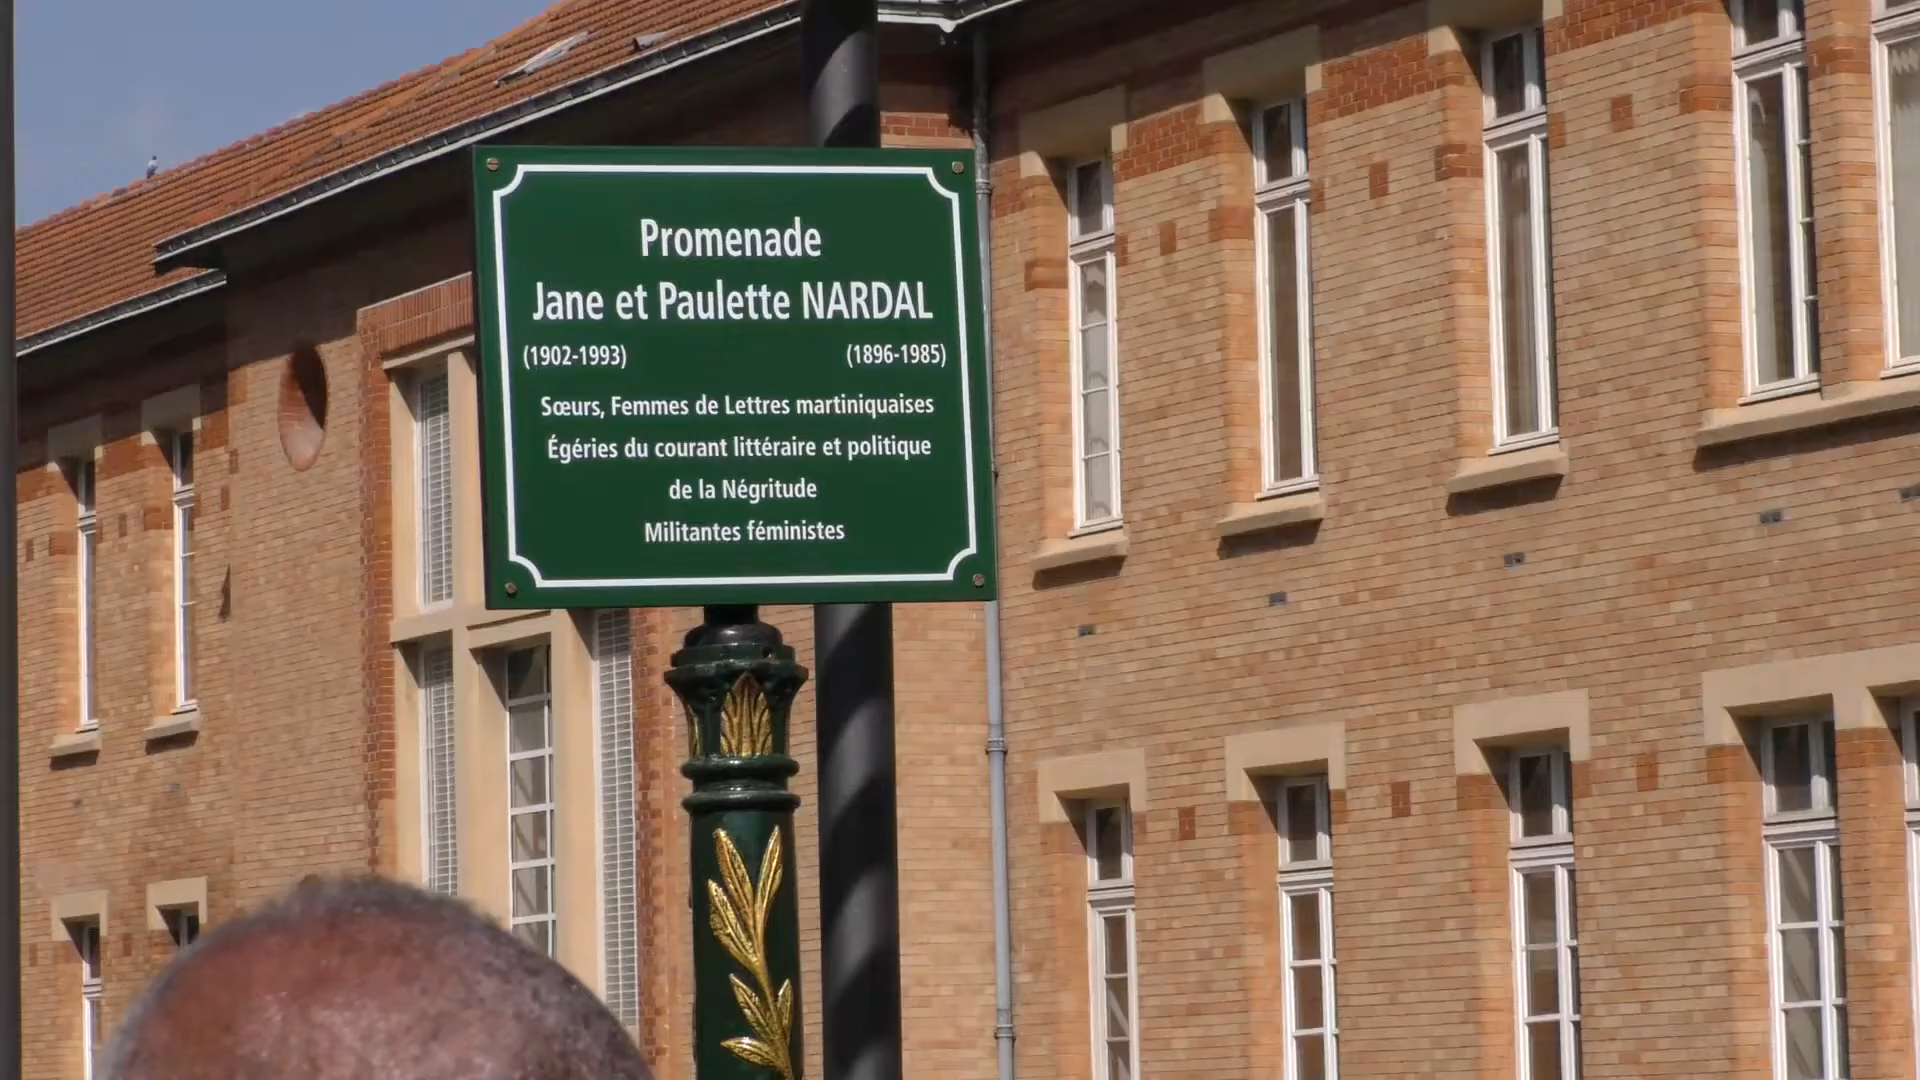 Promenade
Jane et Paulette NARDAL
(1902-1993) (1896-1985)
Sœurs, Femmes de Lettres martiniquaises
Égéries du courant littéraire et politique
de la Négritude
Militantes féministes